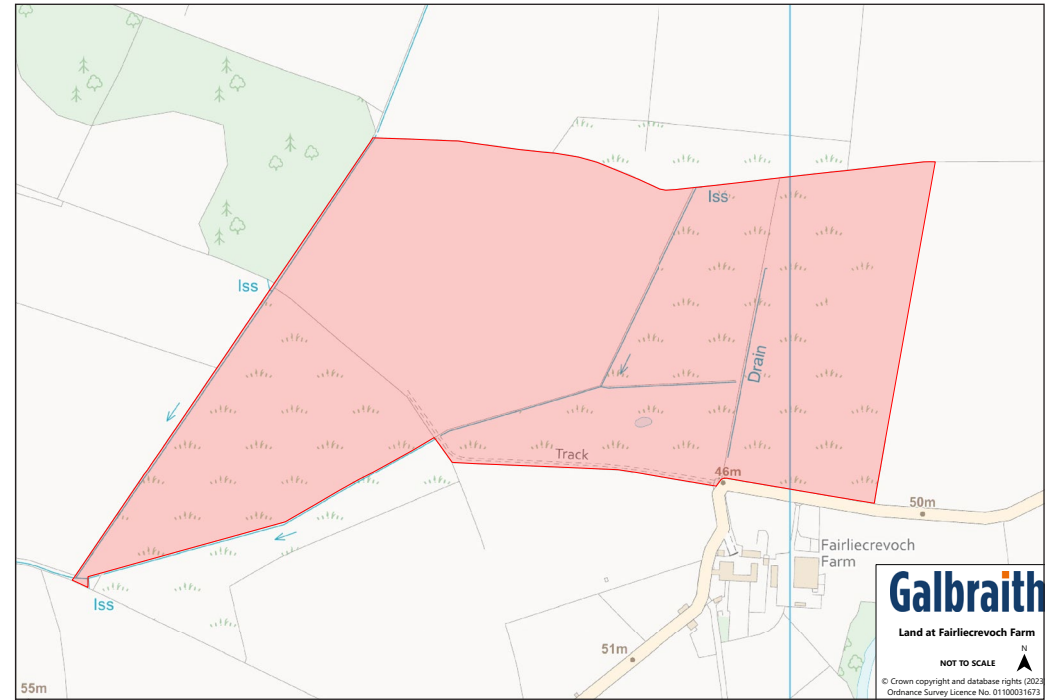 Iss
Iss
Drain
Track
46m
50m
Fairliecrevoch
Farm
Iss
51m
55m
Galbraith
Land at Fairliecrevoch Farm
N
NOT TO SCALE
© Crown copyright and database rights (2023
Ordnance Survey Licence No. 01100031673